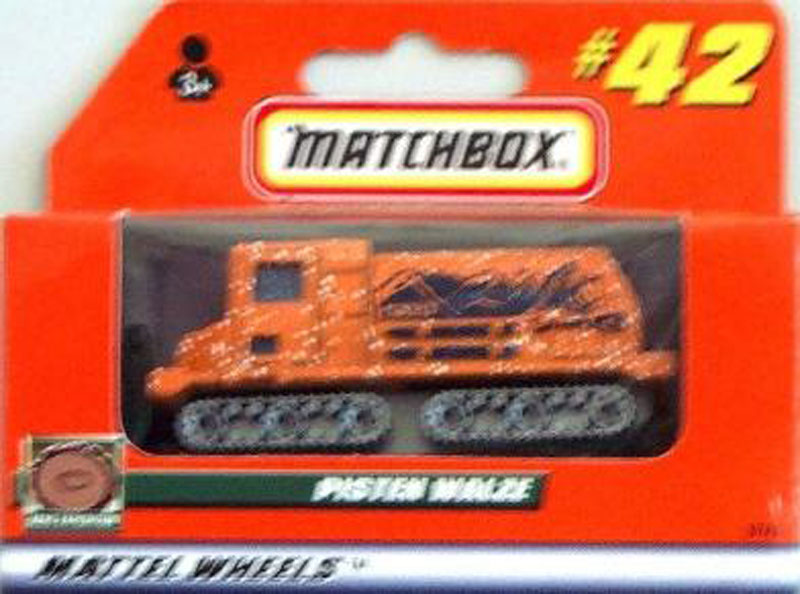 #42
MATCHBOX
PISTEN WALZE
MATTEL WHEELS